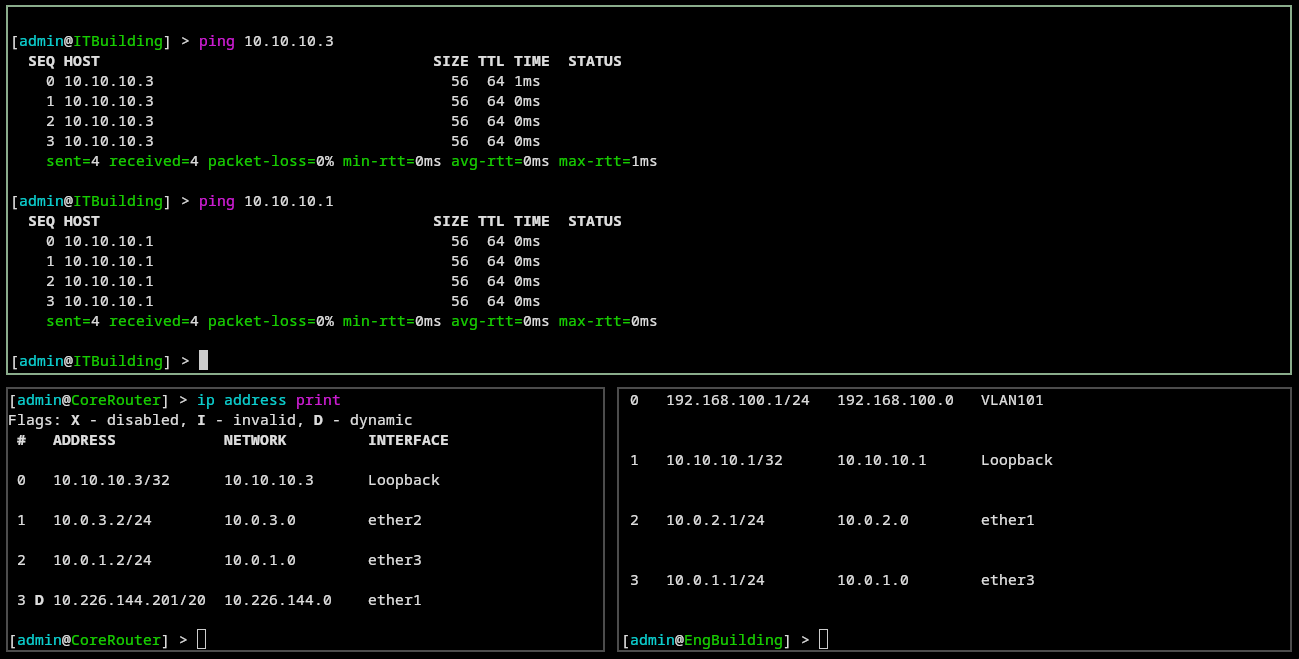 [admin@ITBuilding] > ping 10.10.10.3
SEQ HOST SIZE TTL TIME STATUS
0 10.10.10.3 56 64 1ms
1 10.10.10.3 56 64 0ms
2 10.10.10.3 56 64 0ms
3 10.10.10.3 56 64 0ms
sent=4 received=4 packet-loss=0% min-rtt=0ms avg-rtt=0ms max-rtt=1ms
[admin@ITBuilding] > ping 10.10.10.1
SEQ HOST SIZE TTL TIME STATUS
0 10.10.10.1 56 64 0ms
1 10.10.10.1 56 64 0ms
2 10.10.10.1 56 64 0ms
3 10.10.10.1 56 64 0ms
sent=4 received=4 packet-loss=0% min-rtt=0ms avg-rtt=0ms max-rtt=0ms
[admin@ITBuilding] >
[admin@CoreRouter] > ip address print
Flags: X - disabled, I - invalid, D - dynamic
# ADDRESS NETWORK INTERFACE
0 10.10.10.3/32 10.10.10.3 Loopback
1 10.0.3.2/24 10.0.3.0 ether2
2 10.0.1.2/24 10.0.1.0 ether3
3 D 10.226.144.201/20 10.226.144.0 ether1
[admin@CoreRouter] >
0 192.168.100.1/24 192.168.100.0 VLAN101
1 10.10.10.1/32 10.10.10.1 Loopback
2 10.0.2.1/24 10.0.2.0 ether1
3 10.0.1.1/24 10.0.1.0 ether3
[admin@EngBuilding] >